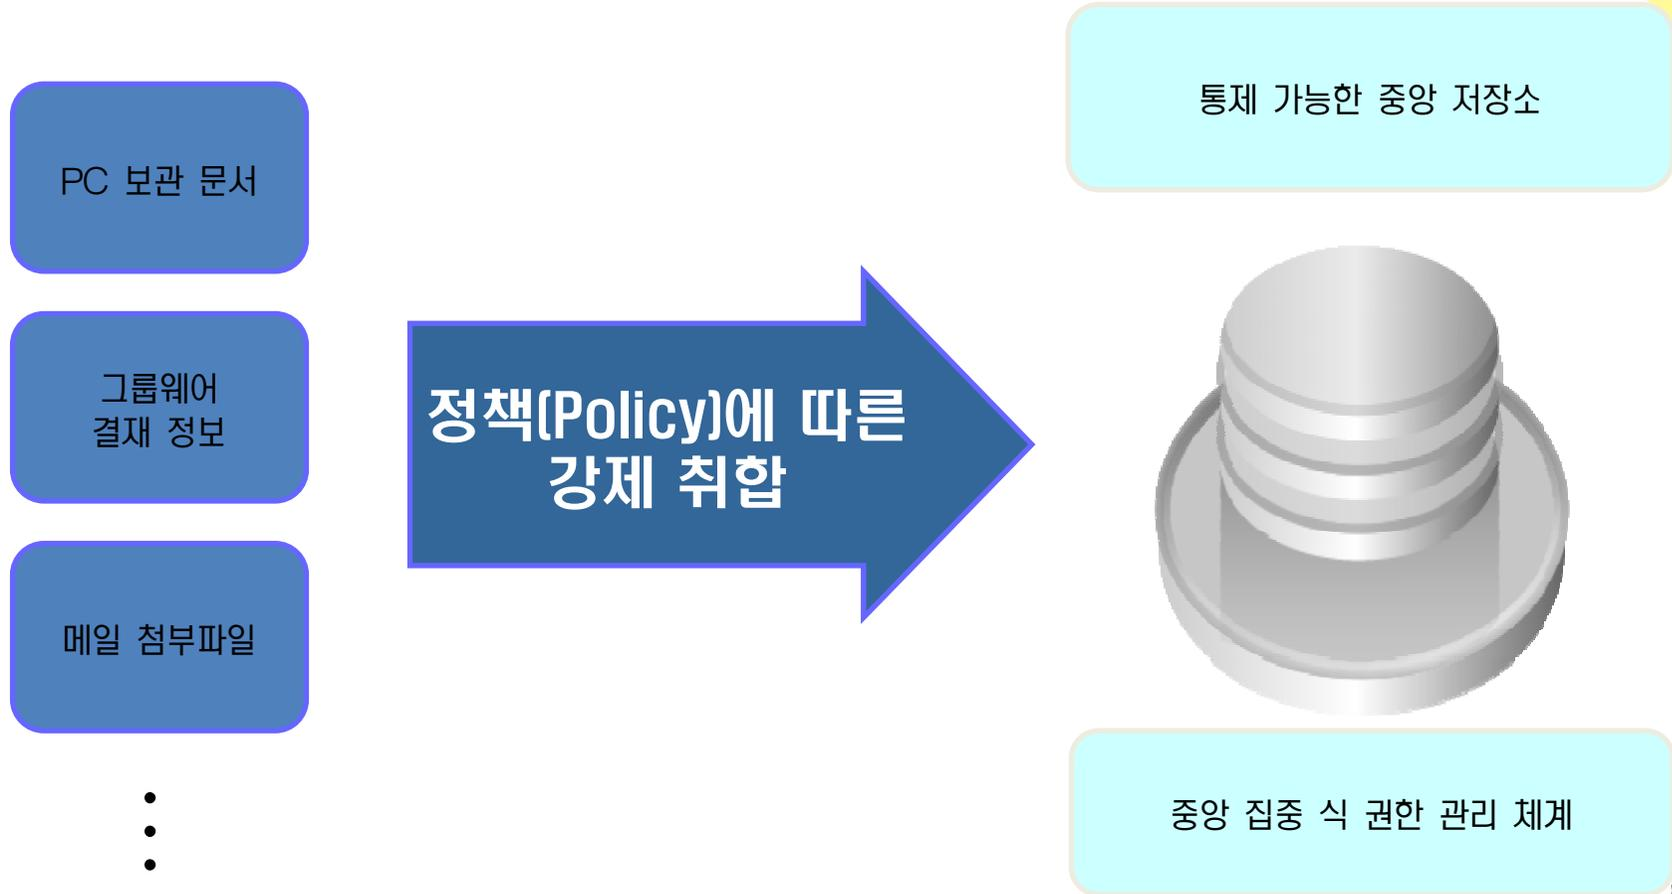 통제 가능한 중앙 저장소
PC 보관 문서
그룹웨어
결재 정보
정책(Policy)에 따른
강제 취합
메일 첨부파일
중앙 집중 식 권한 관리 체계